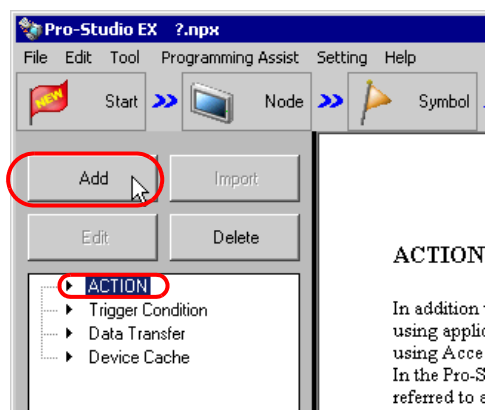 Pro-Studio EX ?.npx
File Edit Tool Programming Assist Setting Help
NEW Start Node Symbol
Add Import
Edit Delete
ACTION
Trigger Condition
Data Transfer
Device Cache
ACTION
In addition
using applic
using Acce
In the Pro-S
referred to a